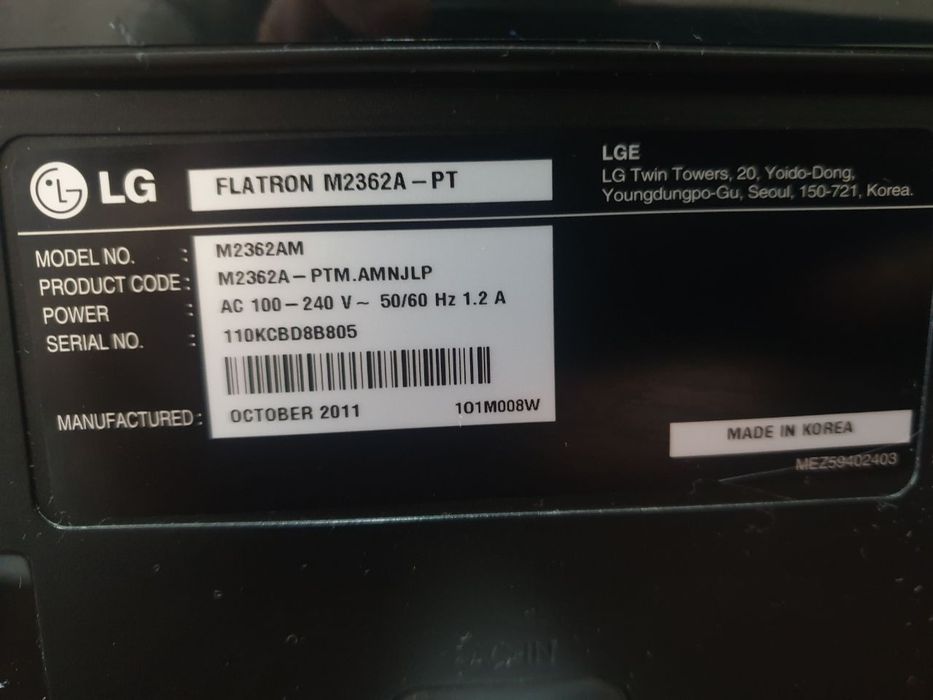 LG
FLATRON M2362A-PT
LGE
LG Twin Towers, 20, Yoido-Dong,
Youngdungpo-Gu, Seoul, 150-721, Korea.
MODEL NO. : M2362AM
PRODUCT CODE : M2362A-PTM.AMNJLP
POWER : AC 100-240 V~ 50/60 Hz 1.2 A
SERIAL NO. : 110KCBD8B805
MANUFACTURED : OCTOBER 2011 101M008W
MADE IN KOREA
MEZ59402403
AC-IN